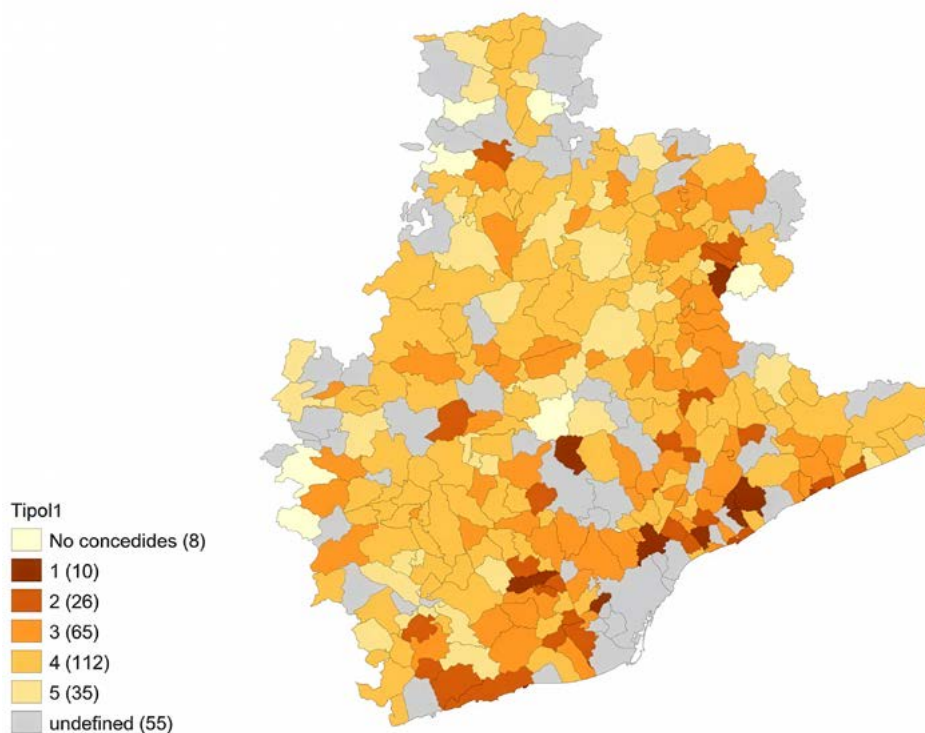 Tipol1
No concedides (8)
1 (10)
2 (26)
3 (65)
4 (112)
5 (35)
undefined (55)